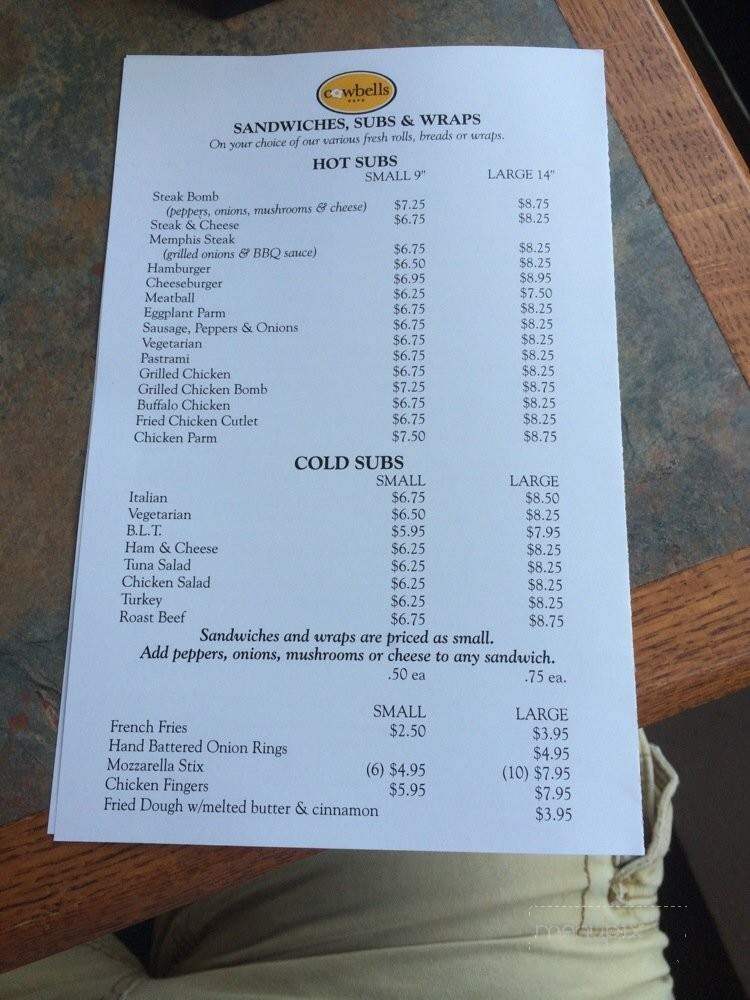 cowbells
CAFE
SANDWICHES, SUBS & WRAPS
On your choice of our various fresh rolls, breads or wraps.
HOT SUBS
SMALL 9" LARGE 14"
Steak Bomb
(peppers, onions, mushrooms & cheese) $7.25 $8.75
Steak & Cheese $6.75 $8.25
Memphis Steak
(grilled onions & BBQ sauce) $6.75 $8.25
Hamburger $6.50 $8.25
Cheeseburger $6.95 $8.95
Meatball $6.25 $7.50
Eggplant Parm $6.75 $8.25
Sausage, Peppers & Onions $6.75 $8.25
Vegetarian $6.75 $8.25
Pastrami $6.75 $8.25
Grilled Chicken $6.75 $8.25
Grilled Chicken Bomb $7.25 $8.75
Buffalo Chicken $6.75 $8.25
Fried Chicken Cutlet $6.75 $8.25
Chicken Parm $7.50 $8.75
COLD SUBS
SMALL LARGE
Italian $6.75 $8.50
Vegetarian $6.50 $8.25
B.L.T. $5.95 $7.95
Ham & Cheese $6.25 $8.25
Tuna Salad $6.25 $8.25
Chicken Salad $6.25 $8.25
Turkey $6.25 $8.25
Roast Beef $6.75 $8.75
Sandwiches and wraps are priced as small.
Add peppers, onions, mushrooms or cheese to any sandwich.
.50 ea .75 ea.
SMALL LARGE
French Fries $2.50 $3.95
Hand Battered Onion Rings $4.95
Mozzarella Stix (6) $4.95 (10) $7.95
Chicken Fingers $5.95 $7.95
Fried Dough w/melted butter & cinnamon $3.95
menupix